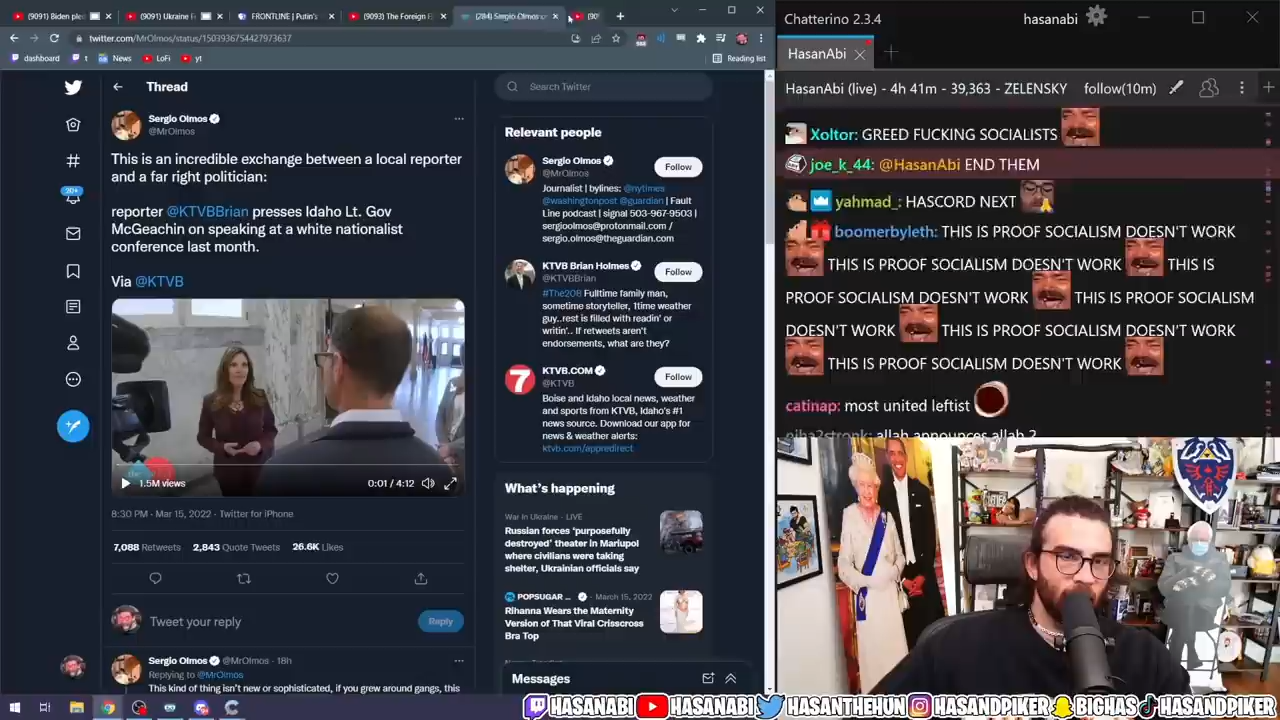 (9091) Biden pled
(9091) Ukraine F
FRONTLINE | Putin's
(9093) The Foreign E
(284) Sergio Olmos
twitter.com/MrOlmos/status/1503936754427973637
dashboard
t
News
LoFi
yt
Reading list
Thread
Sergio Olmos
@MrOlmos
This is an incredible exchange between a local reporter
and a far right politician:
reporter @KTVBBrian presses Idaho Lt. Gov
McGeachin on speaking at a white nationalist
conference last month.
Via @KTVB
1.5M views
0:01 / 4:12
8:30 PM · Mar 15, 2022 · Twitter for iPhone
7,088 Retweets 2,843 Quote Tweets 26.6K Likes
Tweet your reply
Reply
Sergio Olmos @MrOlmos · 18h
Replying to @MrOlmos
This kind of thing isn't new or sophisticated, if you grew around gangs, this
20+
Search Twitter
Relevant people
Sergio Olmos
@MrOlmos
Follow
Journalist | bylines: @nytimes
@washingtonpost @guardian | Fault
Line podcast | signal 503-967-9503 |
sergioolmos@protonmail.com /
sergio.olmos@theguardian.com
KTVB Brian Holmes
@KTVBBrian
Follow
#The208 Fulltime family man,
sometime storyteller, 1time weather
guy..rest is filled with readin' or
writin'.. If retweets aren't
endorsements, what are they?
7
KTVB.COM
@KTVB
Follow
Boise and Idaho local news, weather
and sports from KTVB, Idaho's #1
news source. Download our app for
news & weather alerts:
ktvb.com/appredirect
What's happening
War in Ukraine · LIVE
Russian forces 'purposefully
destroyed' theater in Mariupol
where civilians were taking
shelter, Ukrainian officials say
POPSUGAR ... · March 15, 2022
Rihanna Wears the Maternity
Version of That Viral Crisscross
Bra Top
Messages
Chatterino 2.3.4
hasanabi
HasanAbi
HasanAbi (live) - 4h 41m - 39,363 - ZELENSKY
follow(10m)
Xoltor: GREED FUCKING SOCIALISTS
joe_k_44: @HasanAbi END THEM
yahmad_: HASCORD NEXT
boomerbyleth: THIS IS PROOF SOCIALISM DOESN'T WORK
THIS IS PROOF SOCIALISM DOESN'T WORK THIS IS
PROOF SOCIALISM DOESN'T WORK THIS IS PROOF SOCIALISM
DOESN'T WORK THIS IS PROOF SOCIALISM DOESN'T WORK
THIS IS PROOF SOCIALISM DOESN'T WORK
catinap: most united leftist
allah announces allah 2
HASANABI HASANABI HASANTHEHUN HASANDPIKER BIGHAS HASANDPIKER